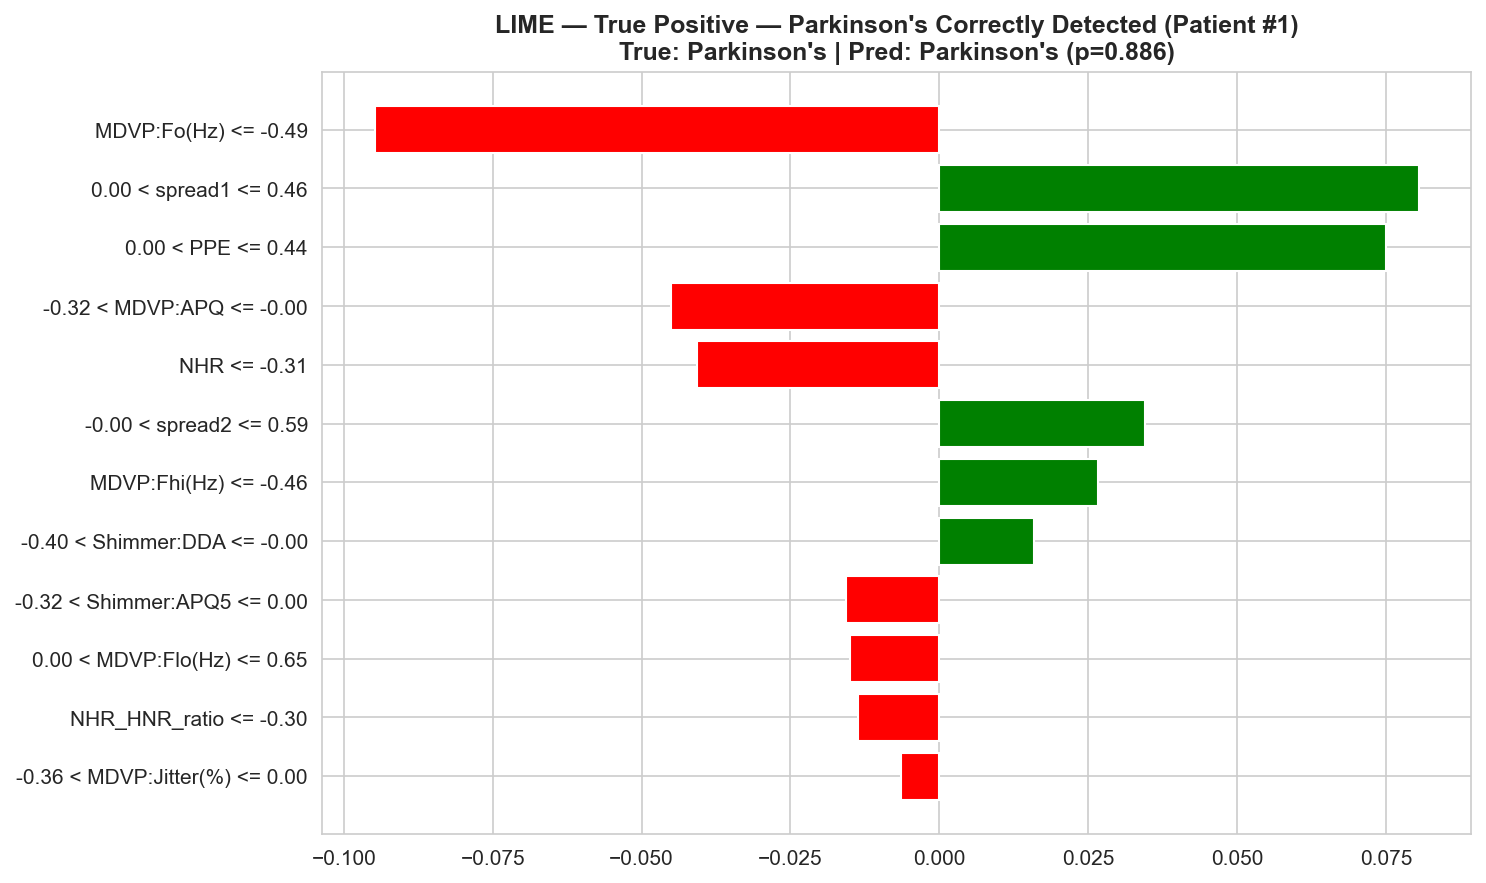 LIME — True Positive — Parkinson's Correctly Detected (Patient #1)
True: Parkinson's | Pred: Parkinson's (p=0.886)
MDVP:Fo(Hz) <= -0.49
0.00 < spread1 <= 0.46
0.00 < PPE <= 0.44
-0.32 < MDVP:APQ <= -0.00
NHR <= -0.31
-0.00 < spread2 <= 0.59
MDVP:Fhi(Hz) <= -0.46
-0.40 < Shimmer:DDA <= -0.00
-0.32 < Shimmer:APQ5 <= 0.00
0.00 < MDVP:Flo(Hz) <= 0.65
NHR_HNR_ratio <= -0.30
-0.36 < MDVP:Jitter(%) <= 0.00
−0.100 −0.075 −0.050 −0.025 0.000 0.025 0.050 0.075